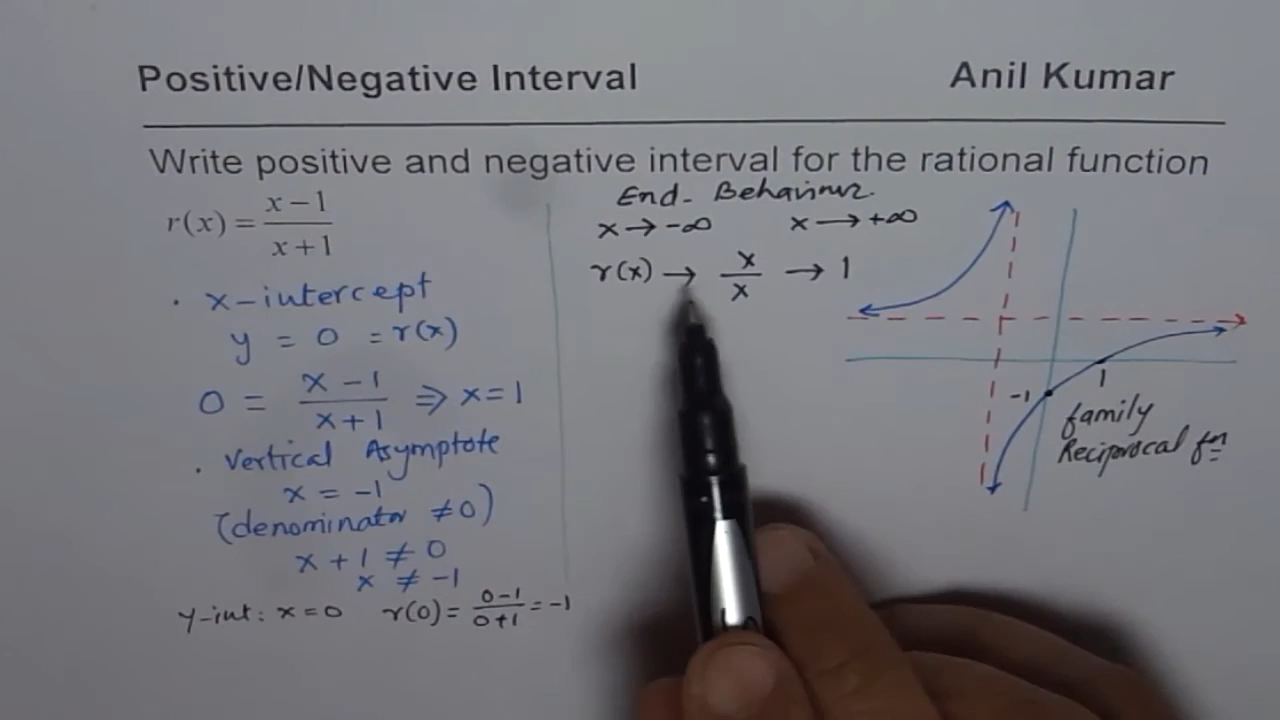 Positive/Negative Interval
Anil Kumar
Write positive and negative interval for the rational function
r(x) = (x − 1)/(x + 1)
· x-intercept
y = 0 = r(x)
0 = (x − 1)/(x + 1) ⇒ x = 1
· Vertical Asymptote
x = −1
(denominator ≠ 0)
x + 1 ≠ 0
x ≠ −1
y-int: x = 0 r(0) = (0−1)/(0+1) = −1
End-Behaviour.
x → −∞ x → +∞
r(x) → x/x → 1
−1
1
family
Reciprocal fn